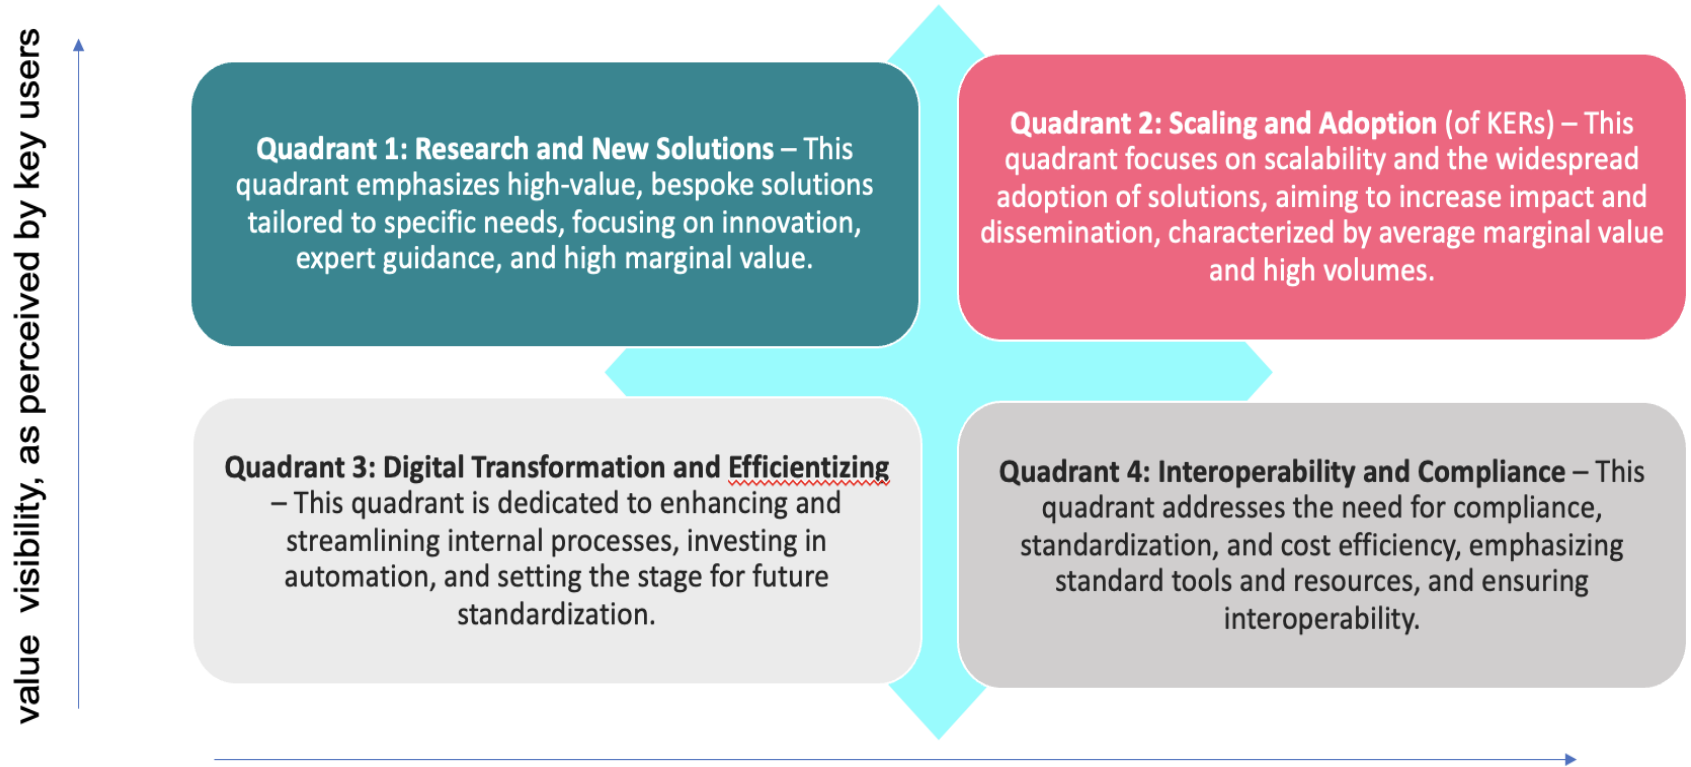 value visibility, as perceived by key users
Quadrant 1: Research and New Solutions – This
quadrant emphasizes high-value, bespoke solutions
tailored to specific needs, focusing on innovation,
expert guidance, and high marginal value.
Quadrant 2: Scaling and Adoption (of KERs) – This
quadrant focuses on scalability and the widespread
adoption of solutions, aiming to increase impact and
dissemination, characterized by average marginal value
and high volumes.
Quadrant 3: Digital Transformation and Efficientizing
– This quadrant is dedicated to enhancing and
streamlining internal processes, investing in
automation, and setting the stage for future
standardization.
Quadrant 4: Interoperability and Compliance – This
quadrant addresses the need for compliance,
standardization, and cost efficiency, emphasizing
standard tools and resources, and ensuring
interoperability.